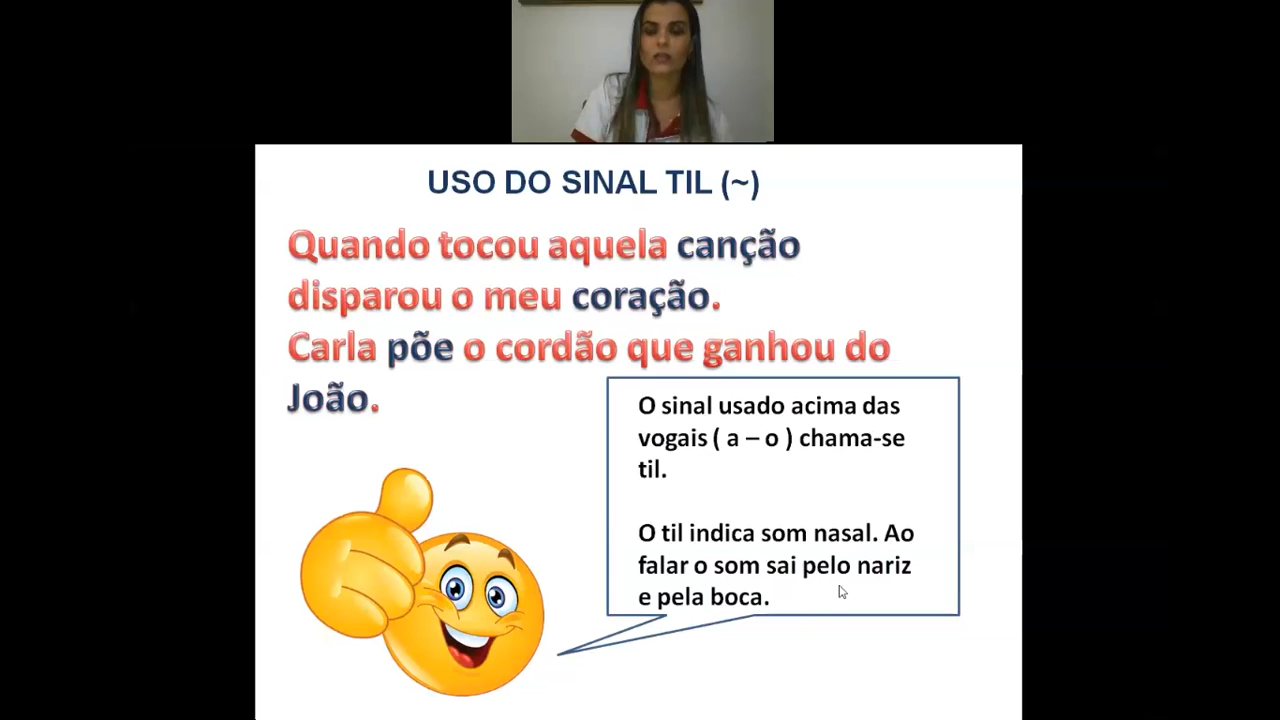 USO DO SINAL TIL (~)
Quando tocou aquela canção
disparou o meu coração.
Carla põe o cordão que ganhou do
João.
O sinal usado acima das
vogais ( a – o ) chama-se
til.
O til indica som nasal. Ao
falar o som sai pelo nariz
e pela boca.